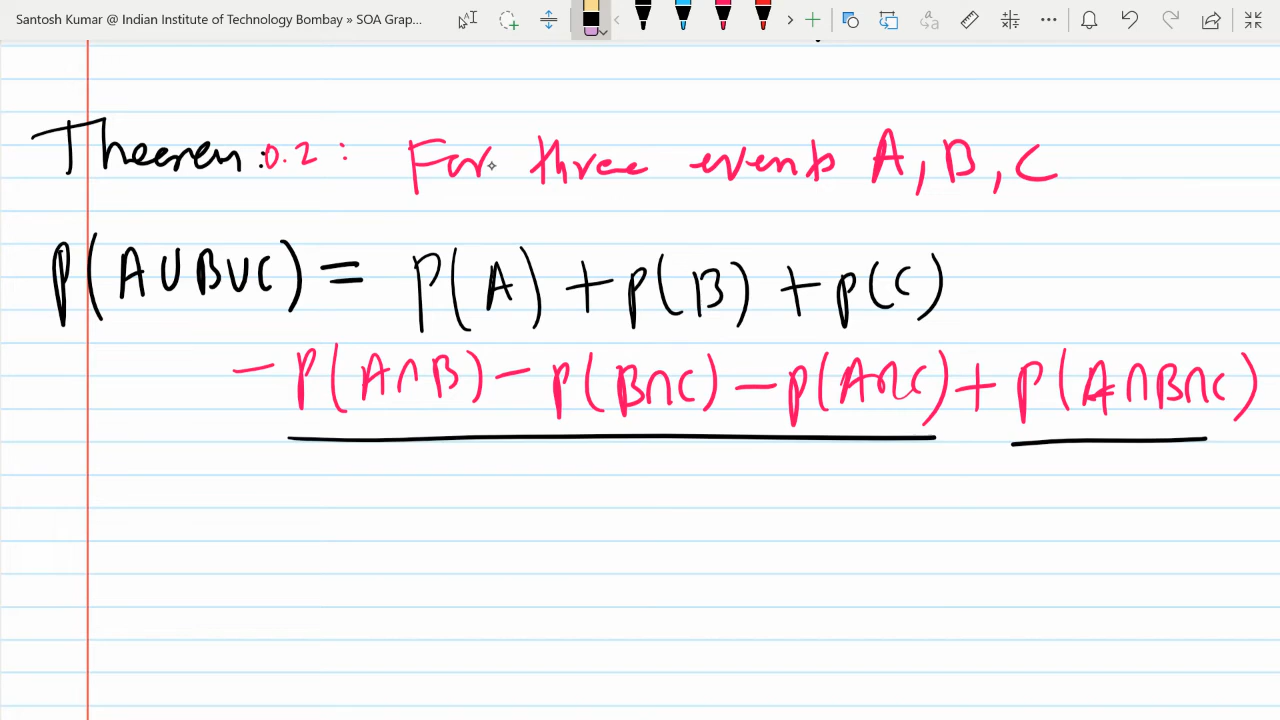 Santosh Kumar @ Indian Institute of Technology Bombay » SOA Grap...
Theorem :0.2 : For three events A, B, C
P(A∪B∪C) = P(A) + P(B) + P(C)
- P(A∩B) - P(B∩C) - P(A∩C) + P(A∩B∩C)